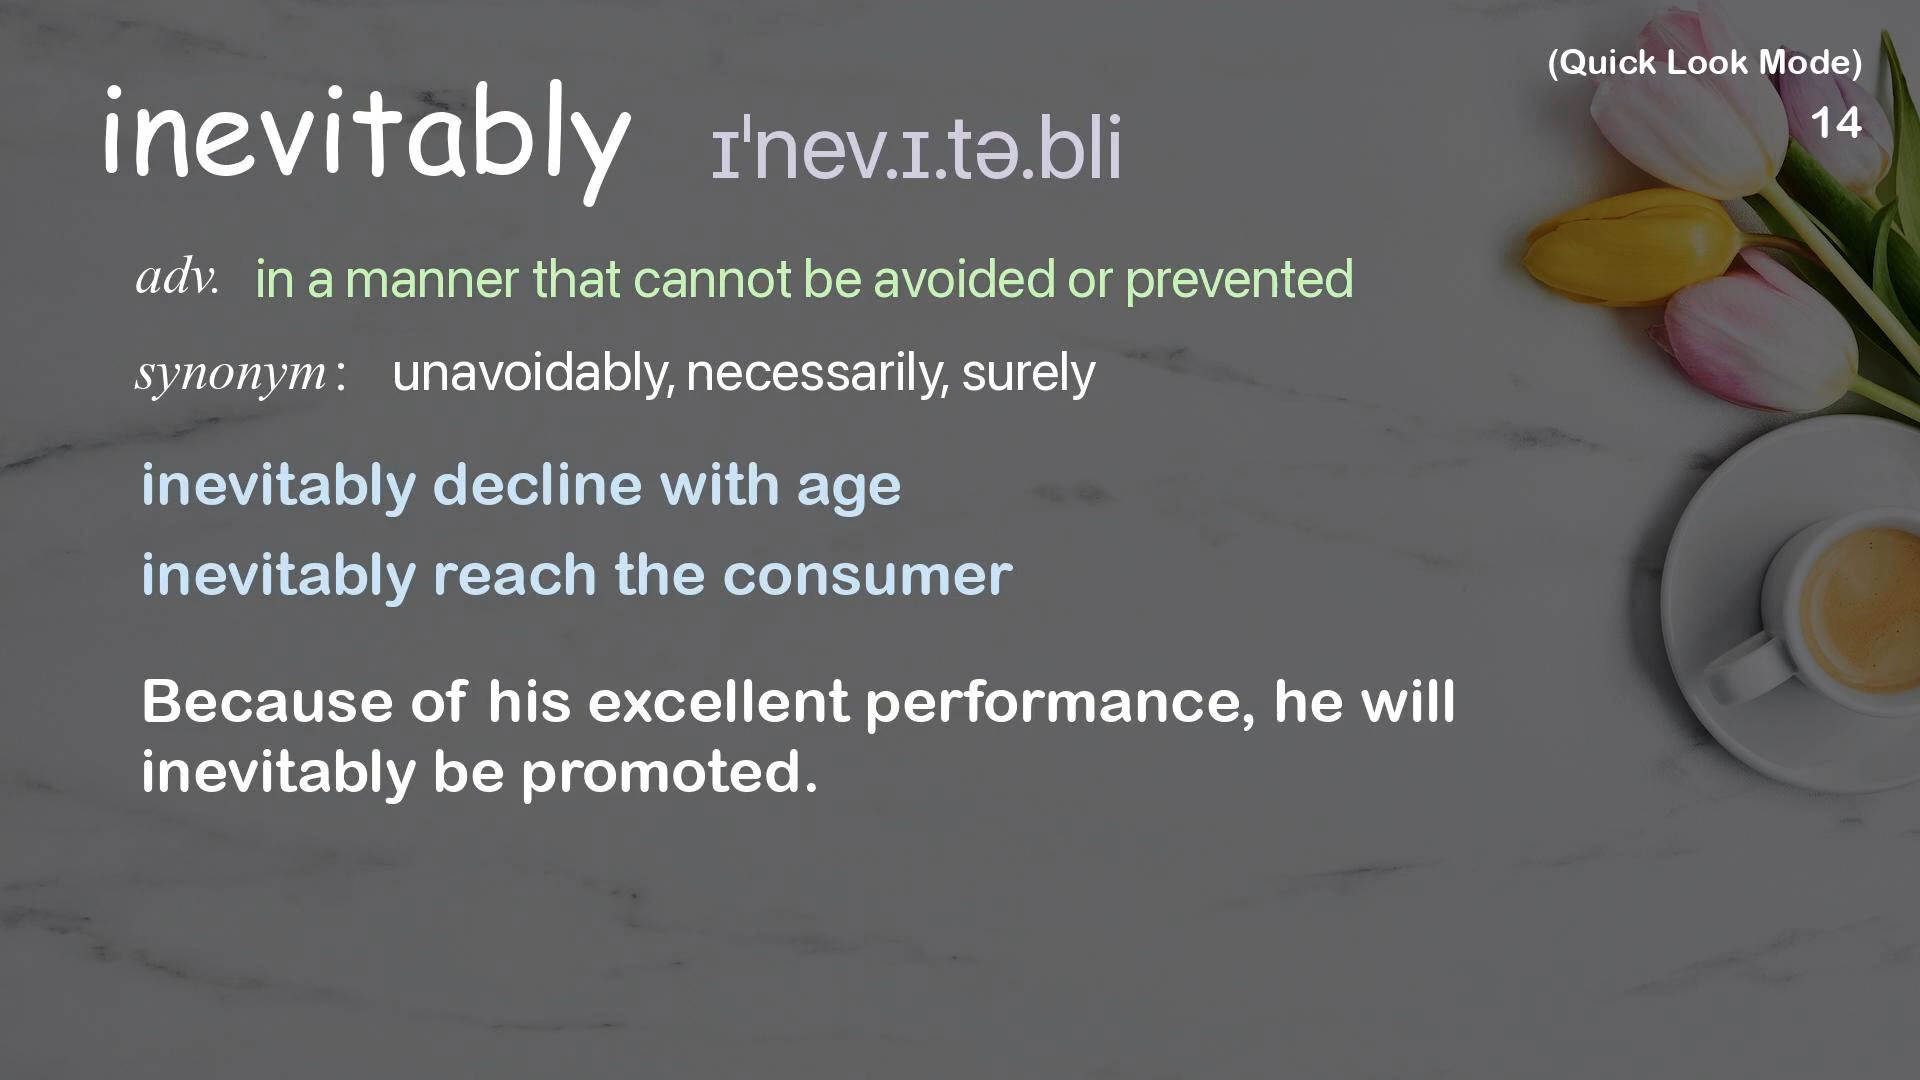 (Quick Look Mode)
14
inevitably ɪˈnev.ɪ.tə.bli
adv. in a manner that cannot be avoided or prevented
synonym : unavoidably, necessarily, surely
inevitably decline with age
inevitably reach the consumer
Because of his excellent performance, he will
inevitably be promoted.